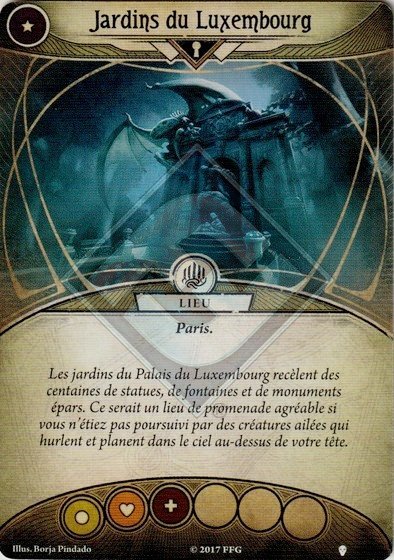 Jardins du Luxembourg
LIEU
Paris.
Les jardins du Palais du Luxembourg recèlent des
centaines de statues, de fontaines et de monuments
épars. Ce serait un lieu de promenade agréable si
vous n'étiez pas poursuivi par des créatures ailées qui
hurlent et planent dans le ciel au-dessus de votre tête.
Illus. Borja Pindado
© 2017 FFG